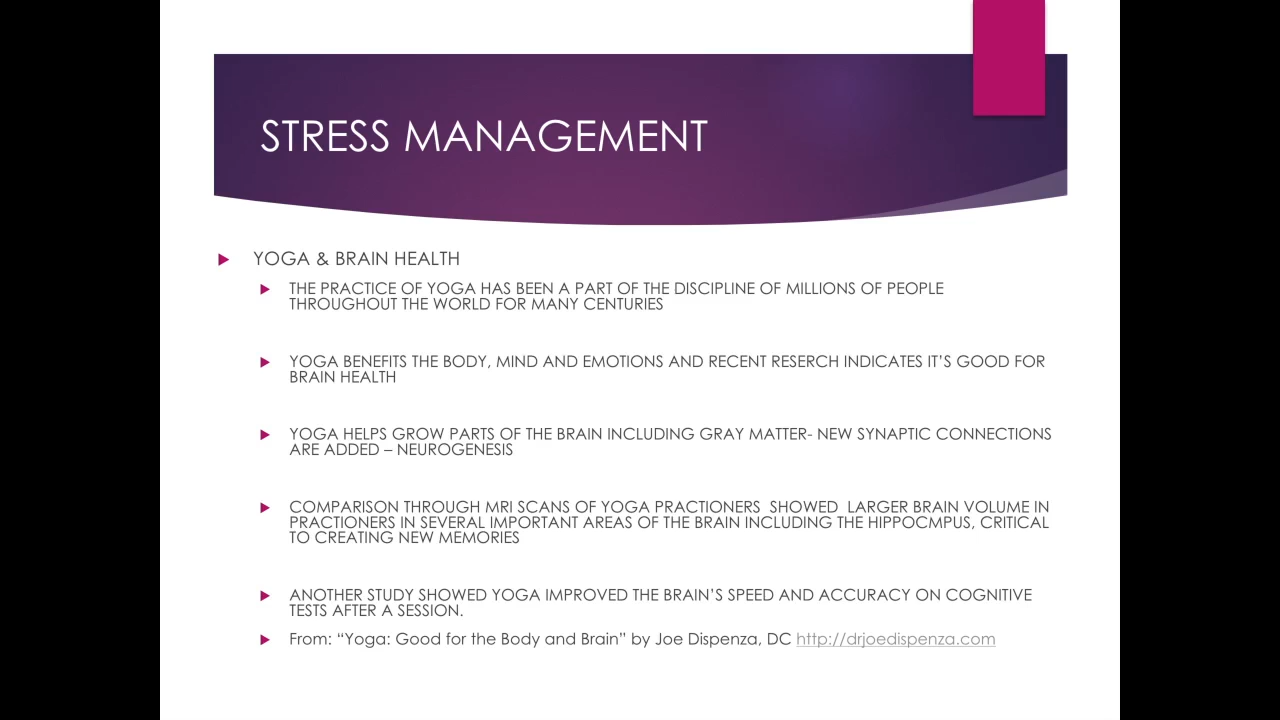 STRESS MANAGEMENT
YOGA & BRAIN HEALTH
THE PRACTICE OF YOGA HAS BEEN A PART OF THE DISCIPLINE OF MILLIONS OF PEOPLE
THROUGHOUT THE WORLD FOR MANY CENTURIES
YOGA BENEFITS THE BODY, MIND AND EMOTIONS AND RECENT RESERCH INDICATES IT'S GOOD FOR
BRAIN HEALTH
YOGA HELPS GROW PARTS OF THE BRAIN INCLUDING GRAY MATTER- NEW SYNAPTIC CONNECTIONS
ARE ADDED – NEUROGENESIS
COMPARISON THROUGH MRI SCANS OF YOGA PRACTIONERS  SHOWED  LARGER BRAIN VOLUME IN
PRACTIONERS IN SEVERAL IMPORTANT AREAS OF THE BRAIN INCLUDING THE HIPPOCMPUS, CRITICAL
TO CREATING NEW MEMORIES
ANOTHER STUDY SHOWED YOGA IMPROVED THE BRAIN'S SPEED AND ACCURACY ON COGNITIVE
TESTS AFTER A SESSION.
From: “Yoga: Good for the Body and Brain” by Joe Dispenza, DC http://drjoedispenza.com